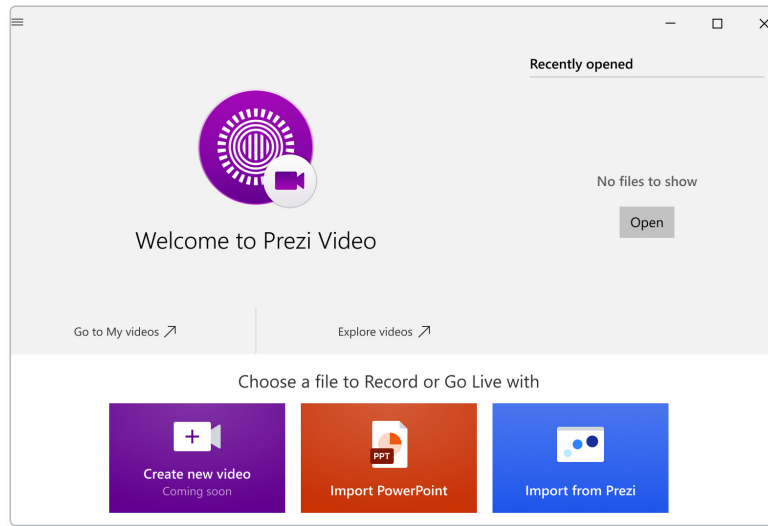 Recently opened
No files to show
Open
Welcome to Prezi Video
Go to My videos
Explore videos
Choose a file to Record or Go Live with
Create new video
Coming soon
PPT
Import PowerPoint
Import from Prezi